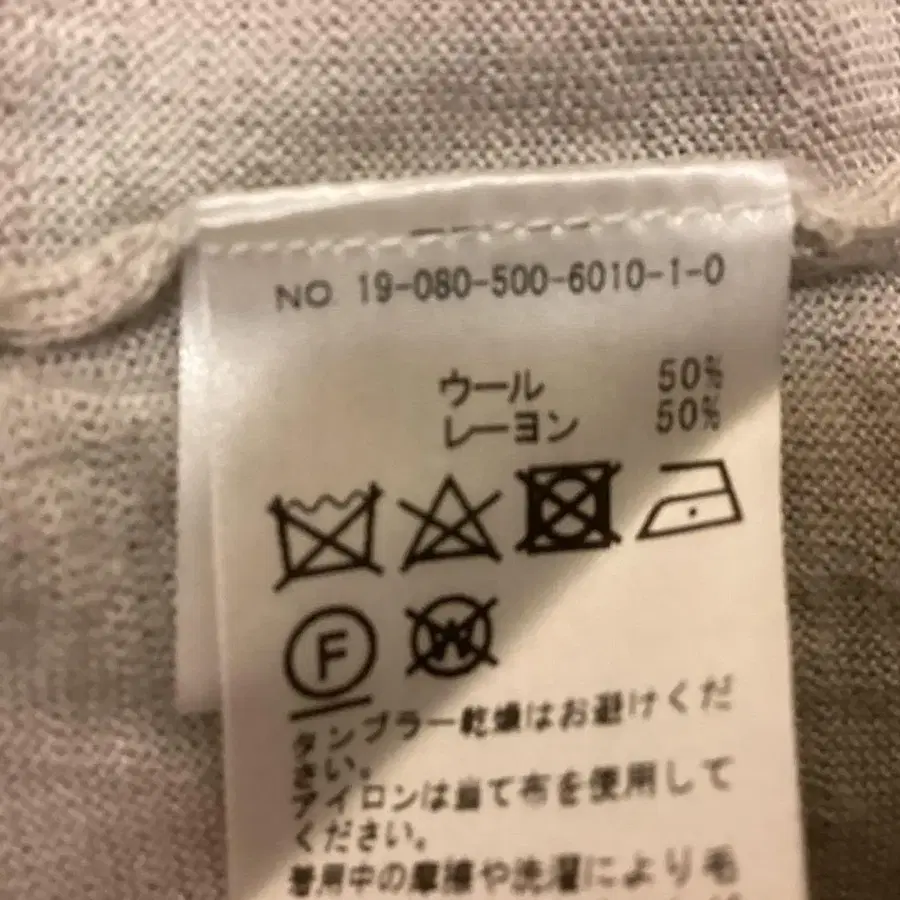 NO. 19-080-500-6010-1-0
ウール 50%
レーヨン 50%
F W
タンブラー乾燥はお避けくだ
さい。
アイロンは当て布を使用して
ください。
着用中の摩擦や洗濯により毛